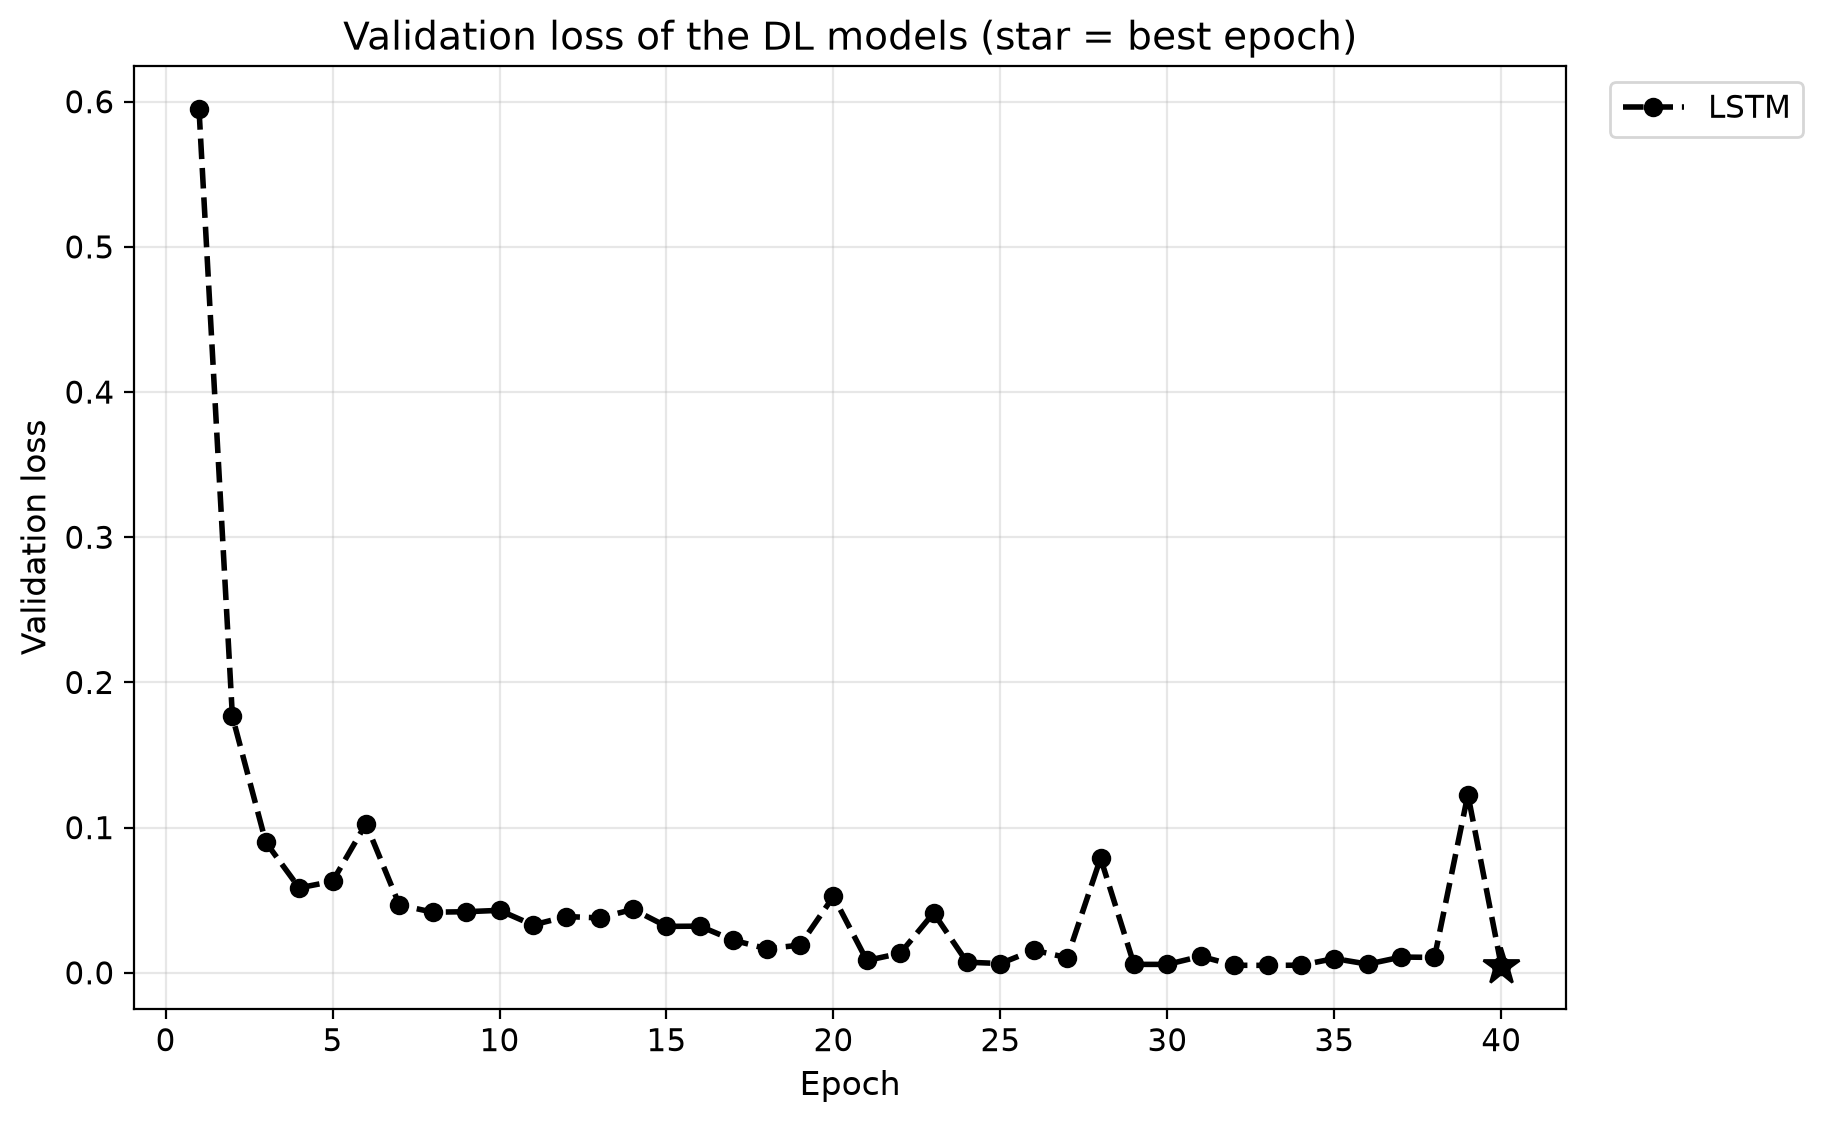 Validation loss of the DL models (star = best epoch)
LSTM
Validation loss
0.6
0.5
0.4
0.3
0.2
0.1
0.0
0 5 10 15 20 25 30 35 40
Epoch